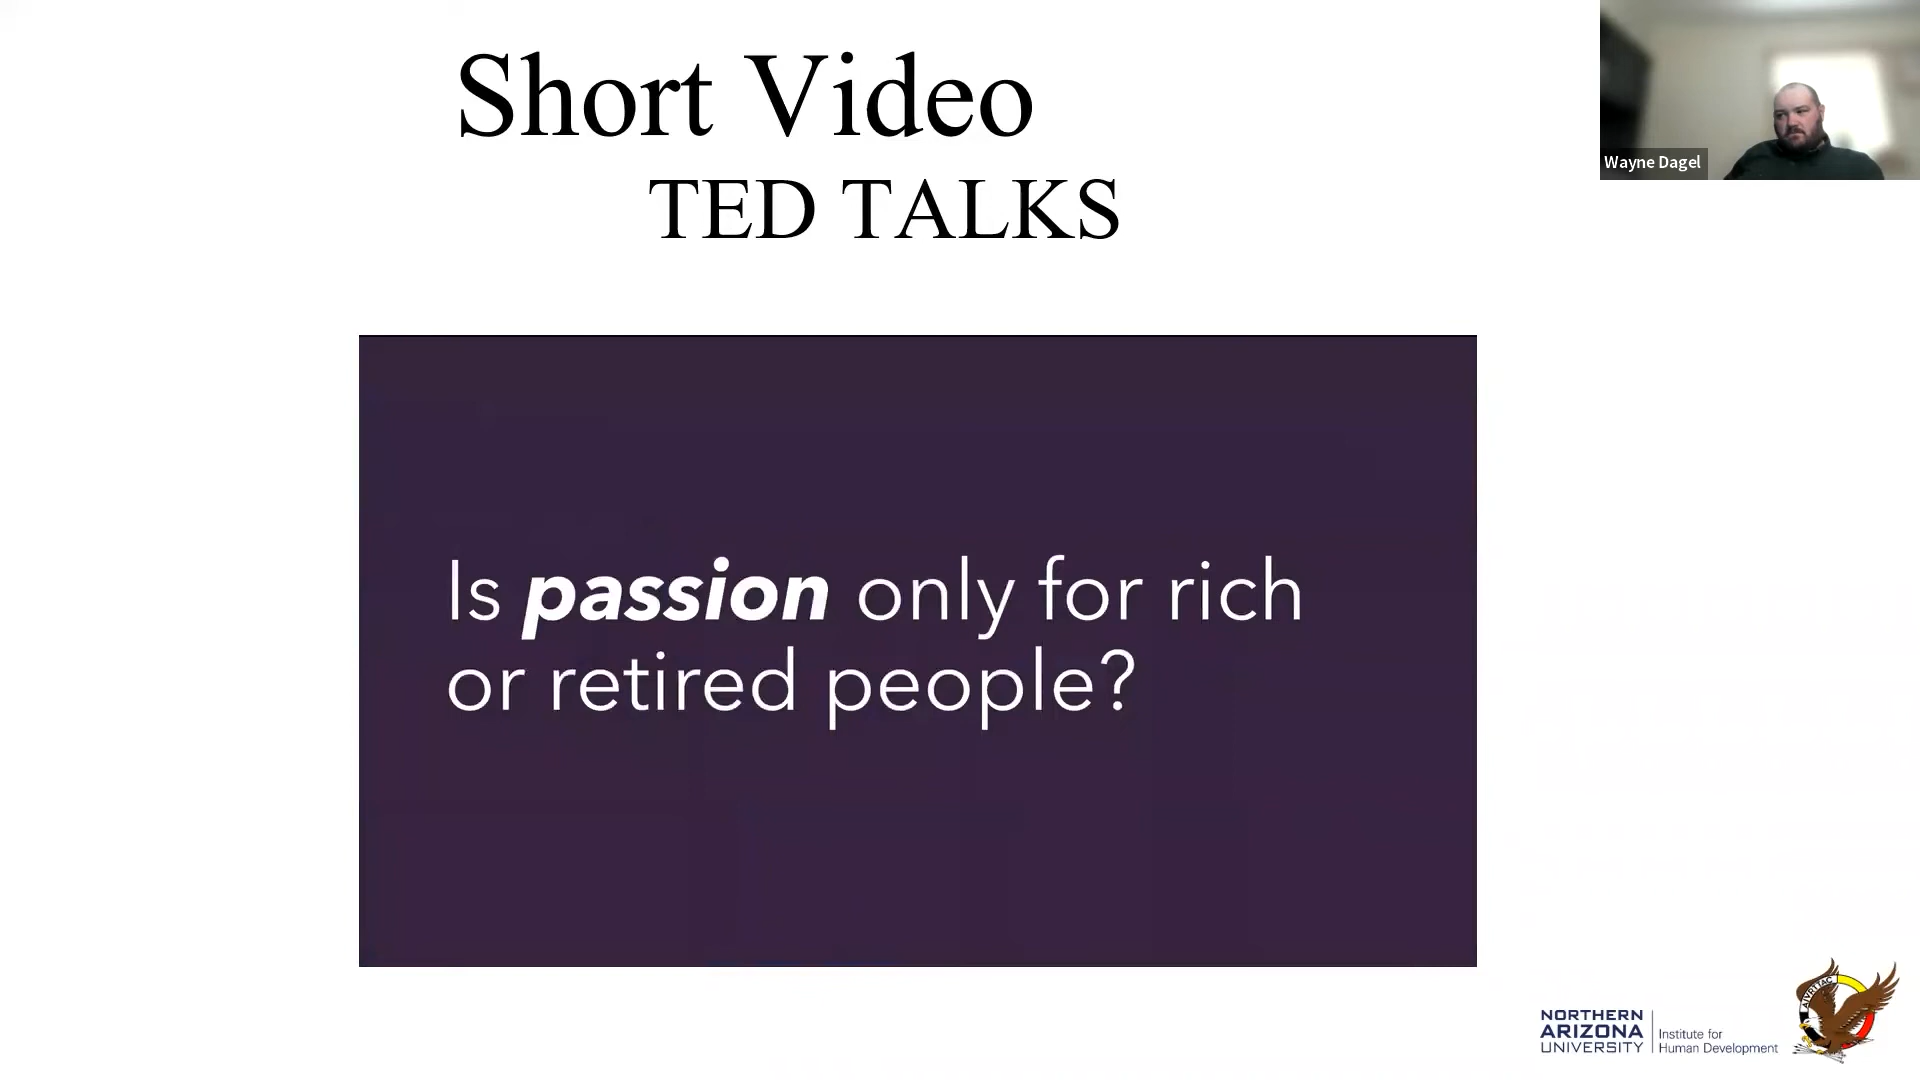 Short Video
TED TALKS
Wayne Dagel
Is passion only for rich
or retired people?
NORTHERN
ARIZONA
UNIVERSITY
Institute for
Human Development
AIVRTTAC